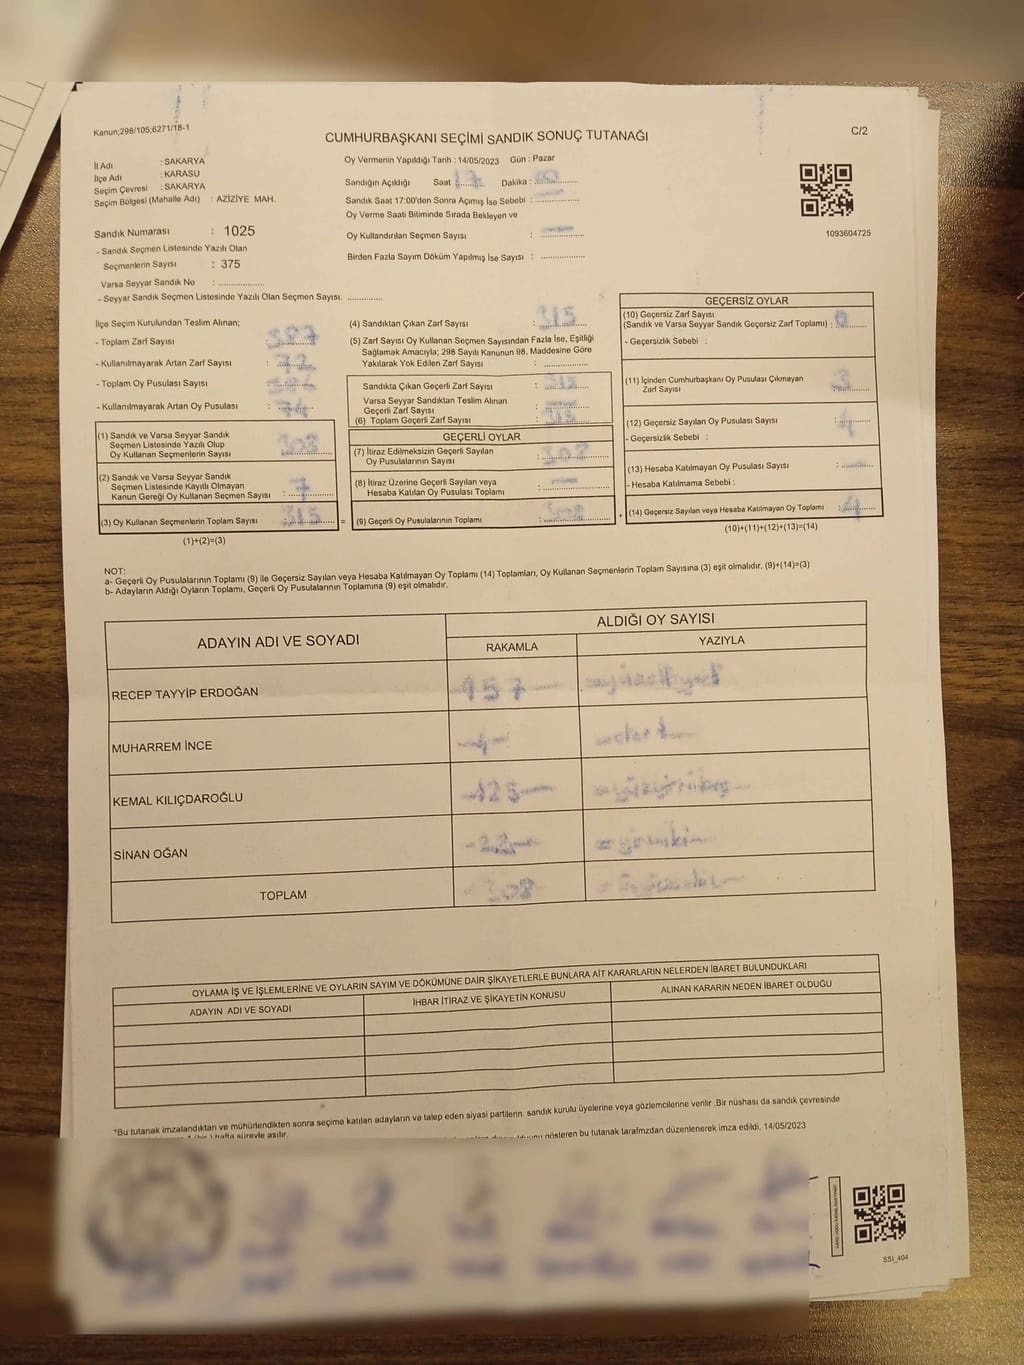 Kanun;298/105;6271/18-1
CUMHURBAŞKANI SEÇİMİ SANDIK SONUÇ TUTANAĞI
C/2
İl Adı : SAKARYA
İlçe Adı : KARASU
Seçim Çevresi : SAKARYA
Seçim Bölgesi (Mahalle Adı) : AZİZİYE MAH.
Sandık Numarası : 1025
- Sandık Seçmen Listesinde Yazılı Olan
Seçmenlerin Sayısı : 375
Varsa Seyyar Sandık No : ................
- Seyyar Sandık Seçmen Listesinde Yazılı Olan Seçmen Sayısı: ............
Oy Vermenin Yapıldığı Tarih : 14/05/2023 Gün : Pazar
Sandığın Açıldığı Saat 17 Dakika : 10
Sandık Saat 17:00'den Sonra Açımış İse Sebebi : ............
Oy Verme Saati Bitiminde Sırada Bekleyen ve
Oy Kullandırılan Seçmen Sayısı : —
Birden Fazla Sayım Döküm Yapılmış İse Sayısı : ............
1093604725
İlçe Seçim Kurulundan Teslim Alınan;
- Toplam Zarf Sayısı : 387
- Kullanılmayarak Artan Zarf Sayısı : 72
- Toplam Oy Pusulası Sayısı :
- Kullanılmayarak Artan Oy Pusulası : 74
(1) Sandık ve Varsa Seyyar Sandık
Seçmen Listesinde Yazılı Olup
Oy Kullanan Seçmenlerin Sayısı : 308
(2) Sandık ve Varsa Seyyar Sandık
Seçmen Listesinde Kayıtlı Olmayan
Kanun Gereği Oy Kullanan Seçmen Sayısı : 7
(3) Oy Kullanan Seçmenlerin Toplam Sayısı : 315 =
(1)+(2)=(3)
(4) Sandıktan Çıkan Zarf Sayısı : 315
(5) Zarf Sayısı Oy Kullanan Seçmen Sayısından Fazla İse, Eşitliği
Sağlamak Amacıyla; 298 Sayılı Kanunun 98. Maddesine Göre
Yakılarak Yok Edilen Zarf Sayısı : ............
Sandıkta Çıkan Geçerli Zarf Sayısı : 315
Varsa Seyyar Sandıktan Teslim Alınan
Geçerli Zarf Sayısı : —
(6) Toplam Geçerli Zarf Sayısı : 315
GEÇERLİ OYLAR
(7) İtiraz Edilmeksizin Geçerli Sayılan
Oy Pusulalarının Sayısı : 308
(8) İtiraz Üzerine Geçerli Sayılan veya
Hesaba Katılan Oy Pusulası Toplamı : —
(9) Geçerli Oy Pusulalarının Toplamı : 308 +
GEÇERSİZ OYLAR
(10) Geçersiz Zarf Sayısı
(Sandık ve Varsa Seyyar Sandık Geçersiz Zarf Toplamı) : 0
- Geçersizlik Sebebi :
(11) İçinden Cumhurbaşkanı Oy Pusulası Çıkmayan
Zarf Sayısı : 3
(12) Geçersiz Sayılan Oy Pusulası Sayısı : 4
- Geçersizlik Sebebi :
(13) Hesaba Katılmayan Oy Pusulası Sayısı : —
- Hesaba Katılmama Sebebi :
(14) Geçersiz Sayılan veya Hesaba Katılmayan Oy Toplamı : 4
(10)+(11)+(12)+(13)=(14)
NOT:
a- Geçerli Oy Pusulalarının Toplamı (9) ile Geçersiz Sayılan veya Hesaba Katılmayan Oy Toplamı (14) Toplamları, Oy Kullanan Seçmenlerin Toplam Sayısına (3) eşit olmalıdır. (9)+(14)=(3)
b- Adayların Aldığı Oyların Toplamı, Geçerli Oy Pusulalarının Toplamına (9) eşit olmalıdır.
ADAYIN ADI VE SOYADI
ALDIĞI OY SAYISI
RAKAMLA YAZIYLA
RECEP TAYYİP ERDOĞAN 157
MUHARREM İNCE 4 dört
KEMAL KILIÇDAROĞLU 125 yüzyirmibeş
SİNAN OĞAN 22 yirmiiki
TOPLAM 308 üçyüzsekiz
OYLAMA İŞ VE İŞLEMLERİNE VE OYLARIN SAYIM VE DÖKÜMÜNE DAİR ŞİKAYETLERLE BUNLARA AİT KARARLARIN NELERDEN İBARET BULUNDUKLARI
ADAYIN ADI VE SOYADI İHBAR İTİRAZ VE ŞİKAYETİN KONUSU ALINAN KARARIN NEDEN İBARET OLDUĞU
*Bu tutanak imzalandıktan ve mühürlendikten sonra seçime katılan adayların ve talep eden siyasi partilerin sandık kurulu üyelerine veya gözlemcilerine verilir .Bir nüshası da sandık çevresinde
hafta süreyle asılır.
gösteren bu tutanak tarafımzdan düzenlenerek imza edildi. 14/05/2023
SSI_404